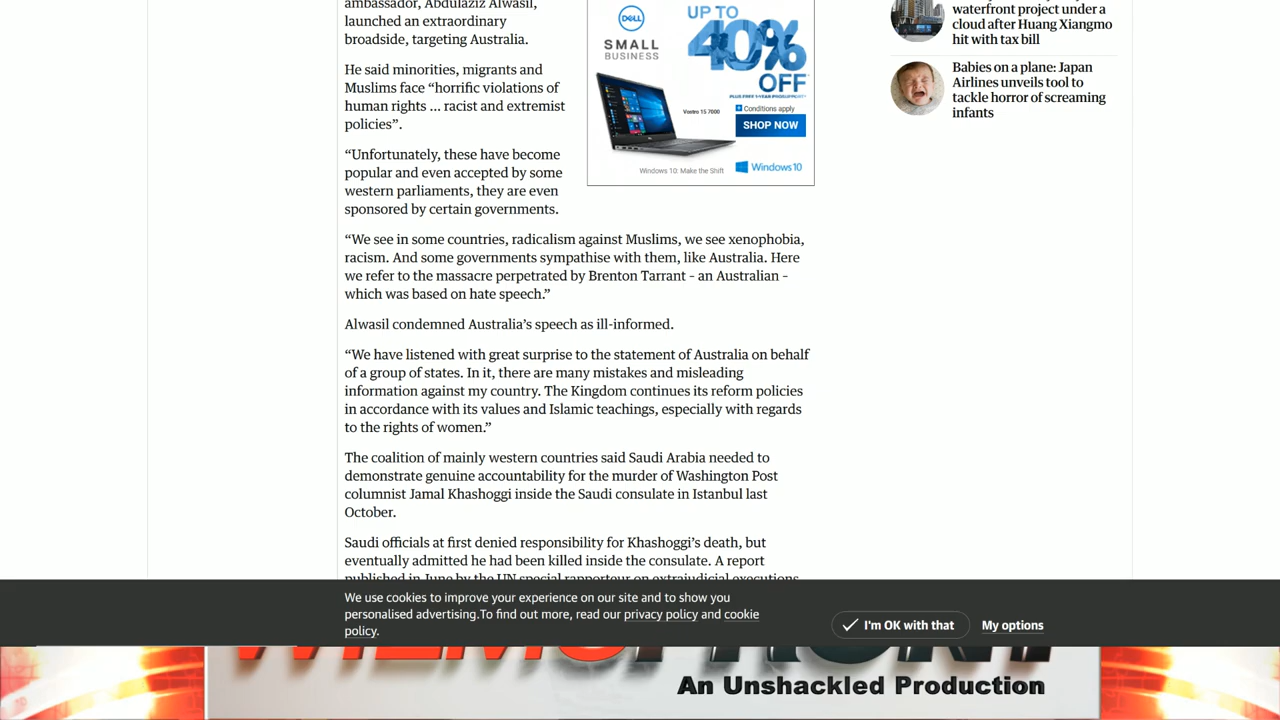 ambassador, Abdulaziz Alwasil,
launched an extraordinary
broadside, targeting Australia.
He said minorities, migrants and
Muslims face “horrific violations of
human rights ... racist and extremist
policies”.
“Unfortunately, these have become
popular and even accepted by some
western parliaments, they are even
sponsored by certain governments.
“We see in some countries, radicalism against Muslims, we see xenophobia,
racism. And some governments sympathise with them, like Australia. Here
we refer to the massacre perpetrated by Brenton Tarrant – an Australian –
which was based on hate speech.”
Alwasil condemned Australia’s speech as ill-informed.
“We have listened with great surprise to the statement of Australia on behalf
of a group of states. In it, there are many mistakes and misleading
information against my country. The Kingdom continues its reform policies
in accordance with its values and Islamic teachings, especially with regards
to the rights of women.”
The coalition of mainly western countries said Saudi Arabia needed to
demonstrate genuine accountability for the murder of Washington Post
columnist Jamal Khashoggi inside the Saudi consulate in Istanbul last
October.
Saudi officials at first denied responsibility for Khashoggi’s death, but
eventually admitted he had been killed inside the consulate. A report
published in June by the UN special rapporteur on extrajudicial executions
DELL
SMALL
BUSINESS
UP TO
40%
OFF
Vostro 15 7000
Conditions apply
SHOP NOW
Windows 10: Make the Shift
Windows 10
waterfront project under a
cloud after Huang Xiangmo
hit with tax bill
Babies on a plane: Japan
Airlines unveils tool to
tackle horror of screaming
infants
We use cookies to improve your experience on our site and to show you
personalised advertising.To find out more, read our privacy policy and cookie
policy.
I'm OK with that
My options
An Unshackled Production